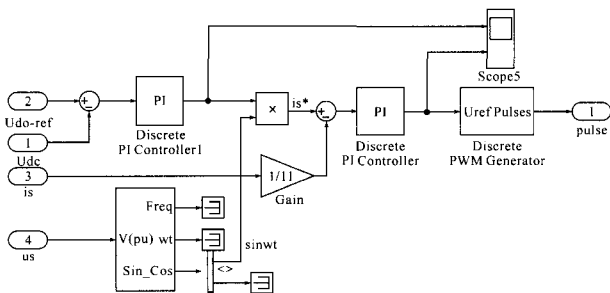 Scope5
2
Udo-ref
+
−
PI
Discrete
PI Controller1
×
is*
+
−
PI
Discrete
PI Controller
Uref Pulses
Discrete
PWM Generator
1
pulse
1
Udc
3
is
1/11
Gain
4
us
Freq
V(pu) wt
Sin_Cos
sinwt
<>